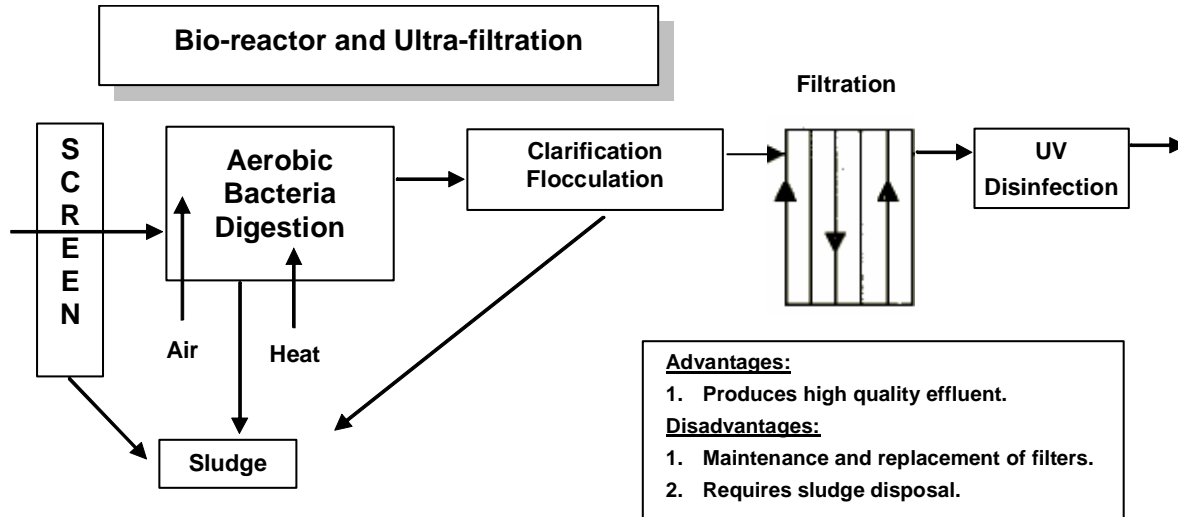 Bio-reactor and Ultra-filtration
Filtration
SCREEN
Aerobic
Bacteria
Digestion
Clarification
Flocculation
UV
Disinfection
Air
Heat
Sludge
Advantages:
1. Produces high quality effluent.
Disadvantages:
1. Maintenance and replacement of filters.
2. Requires sludge disposal.